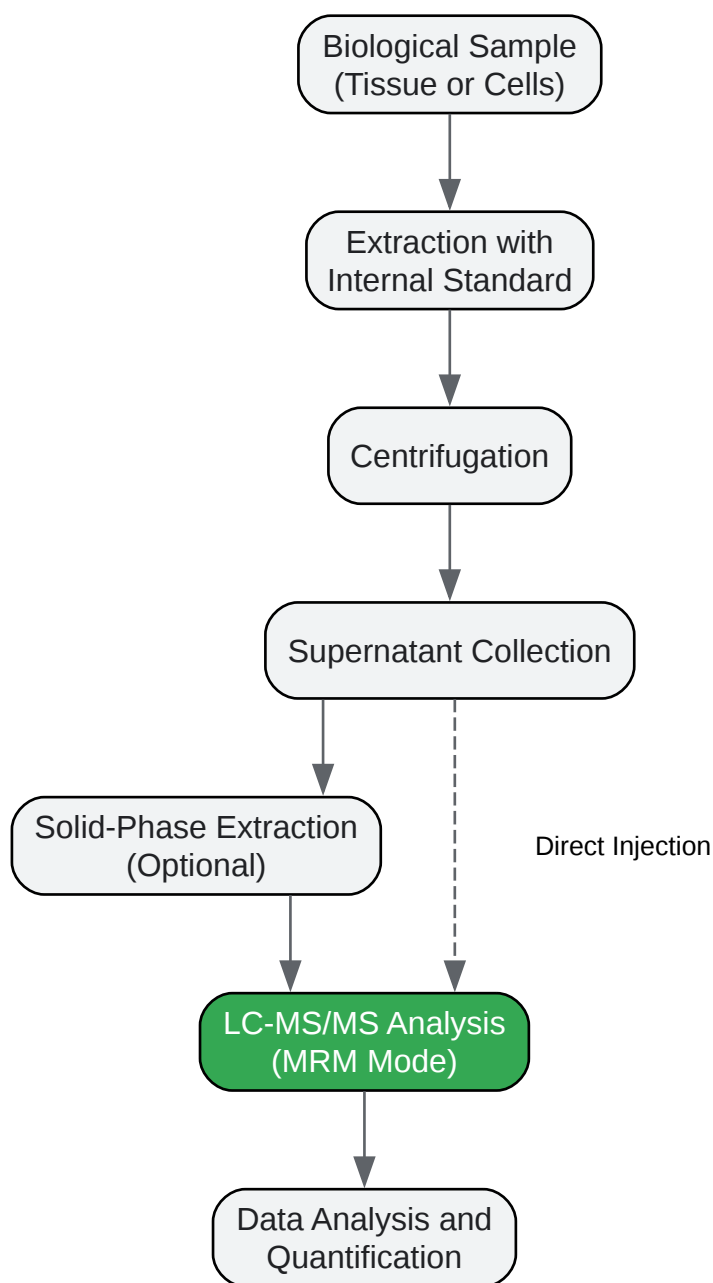 Biological Sample
(Tissue or Cells)
Extraction with
Internal Standard
Centrifugation
Supernatant Collection
Solid-Phase Extraction
(Optional)
Direct Injection
LC-MS/MS Analysis
(MRM Mode)
Data Analysis and
Quantification